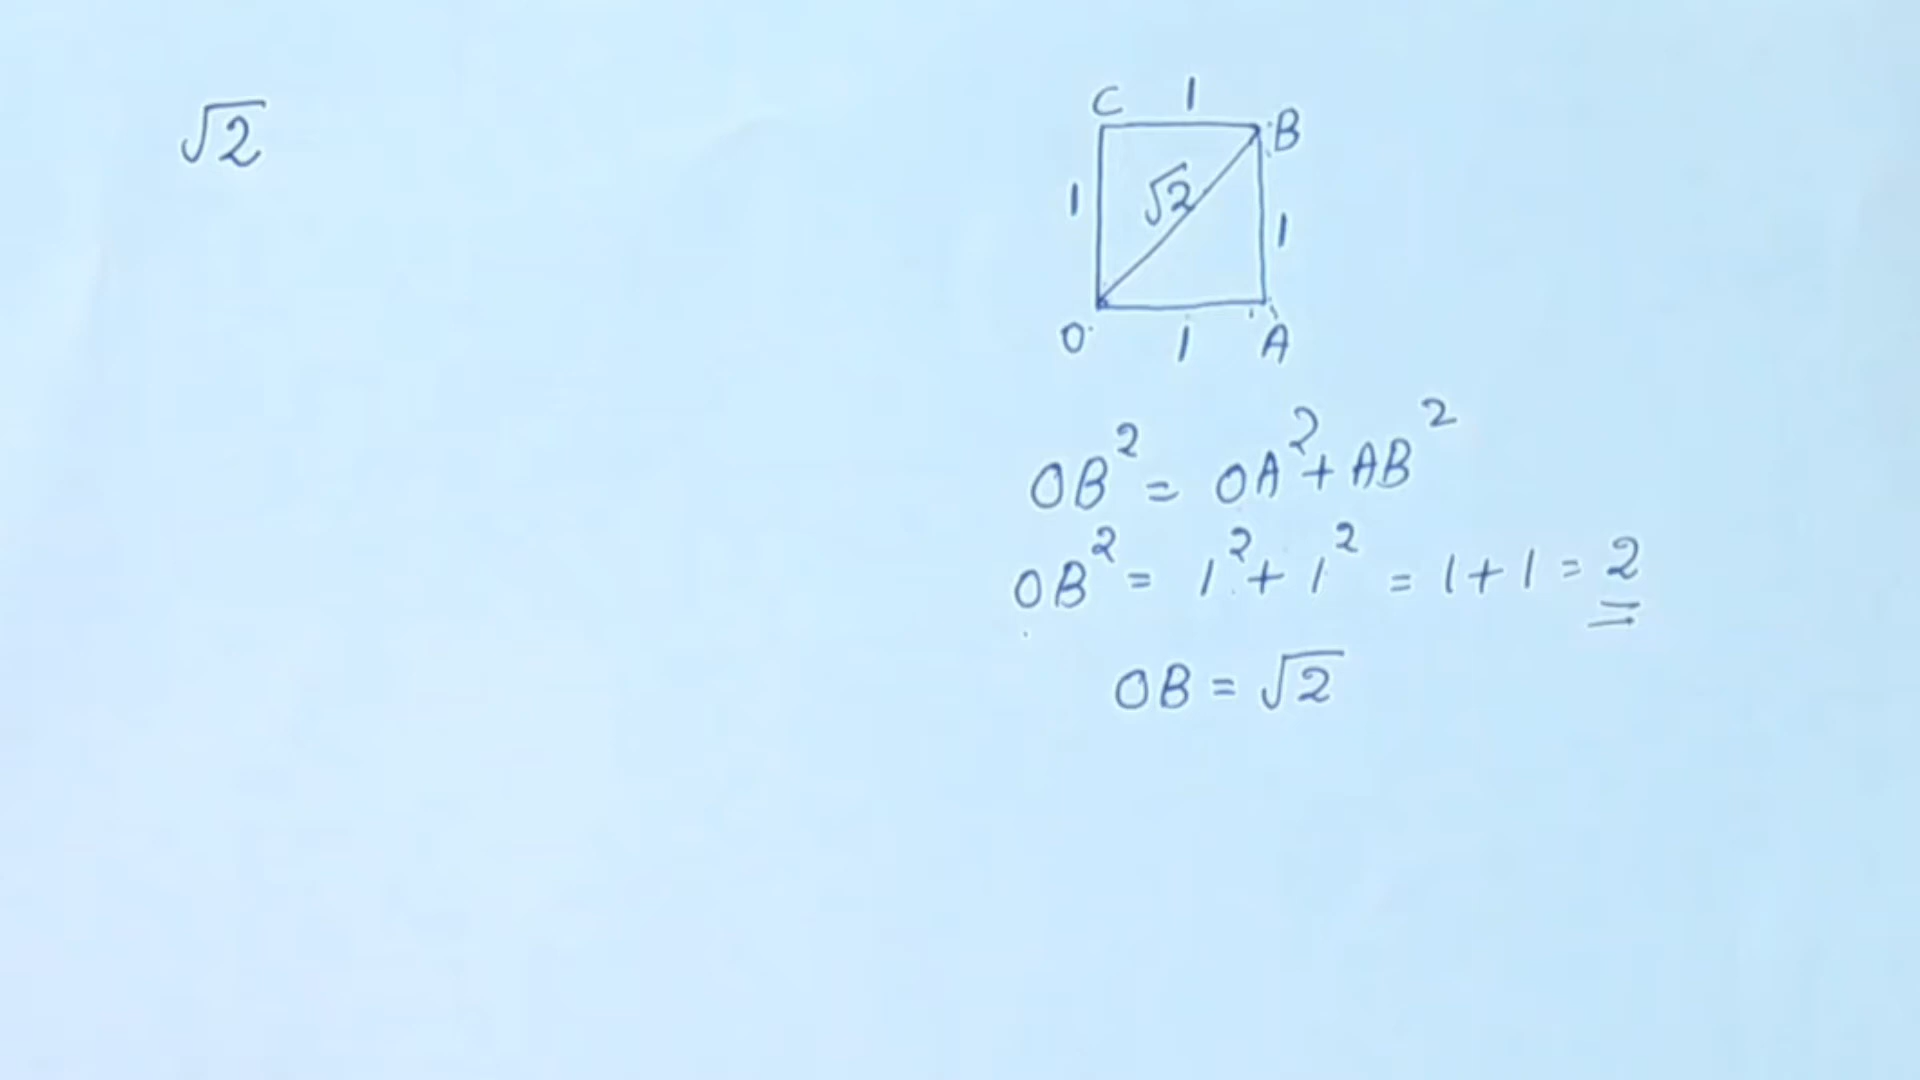 √2
C 1 B
1 √2 1
O 1 A
OB² = OA² + AB²
OB² = 1² + 1² = 1 + 1 = 2
OB = √2